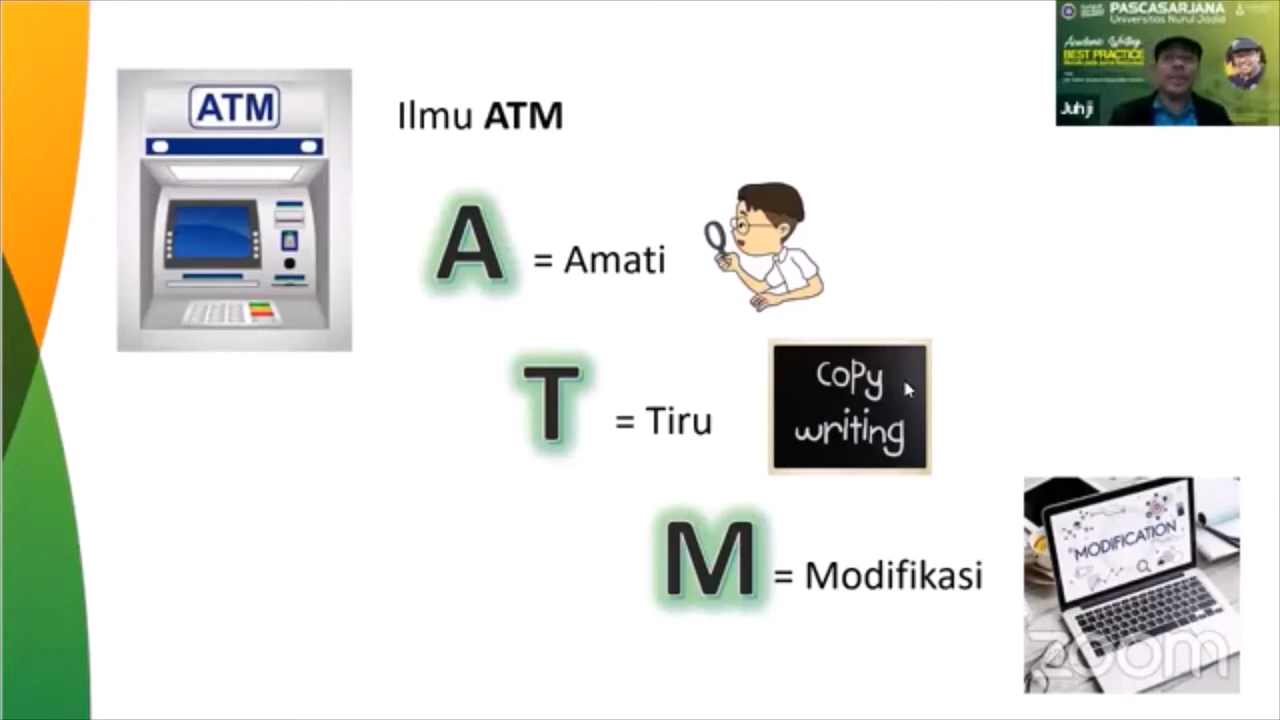 ATM
Ilmu ATM
A = Amati
T = Tiru
copy
writing
M = Modifikasi
MODIFICATION
zoom
PASCASARJANA
Universitas Nurul Jadid
Academic Writing
BEST PRACTICE
Juhji